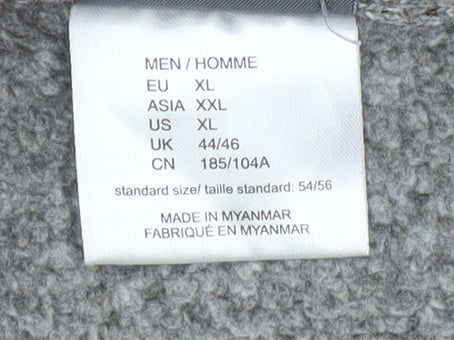 MEN / HOMME
EU XL
ASIA XXL
US XL
UK 44/46
CN 185/104A
standard size/ taille standard: 54/56
MADE IN MYANMAR
FABRIQUÉ EN MYANMAR